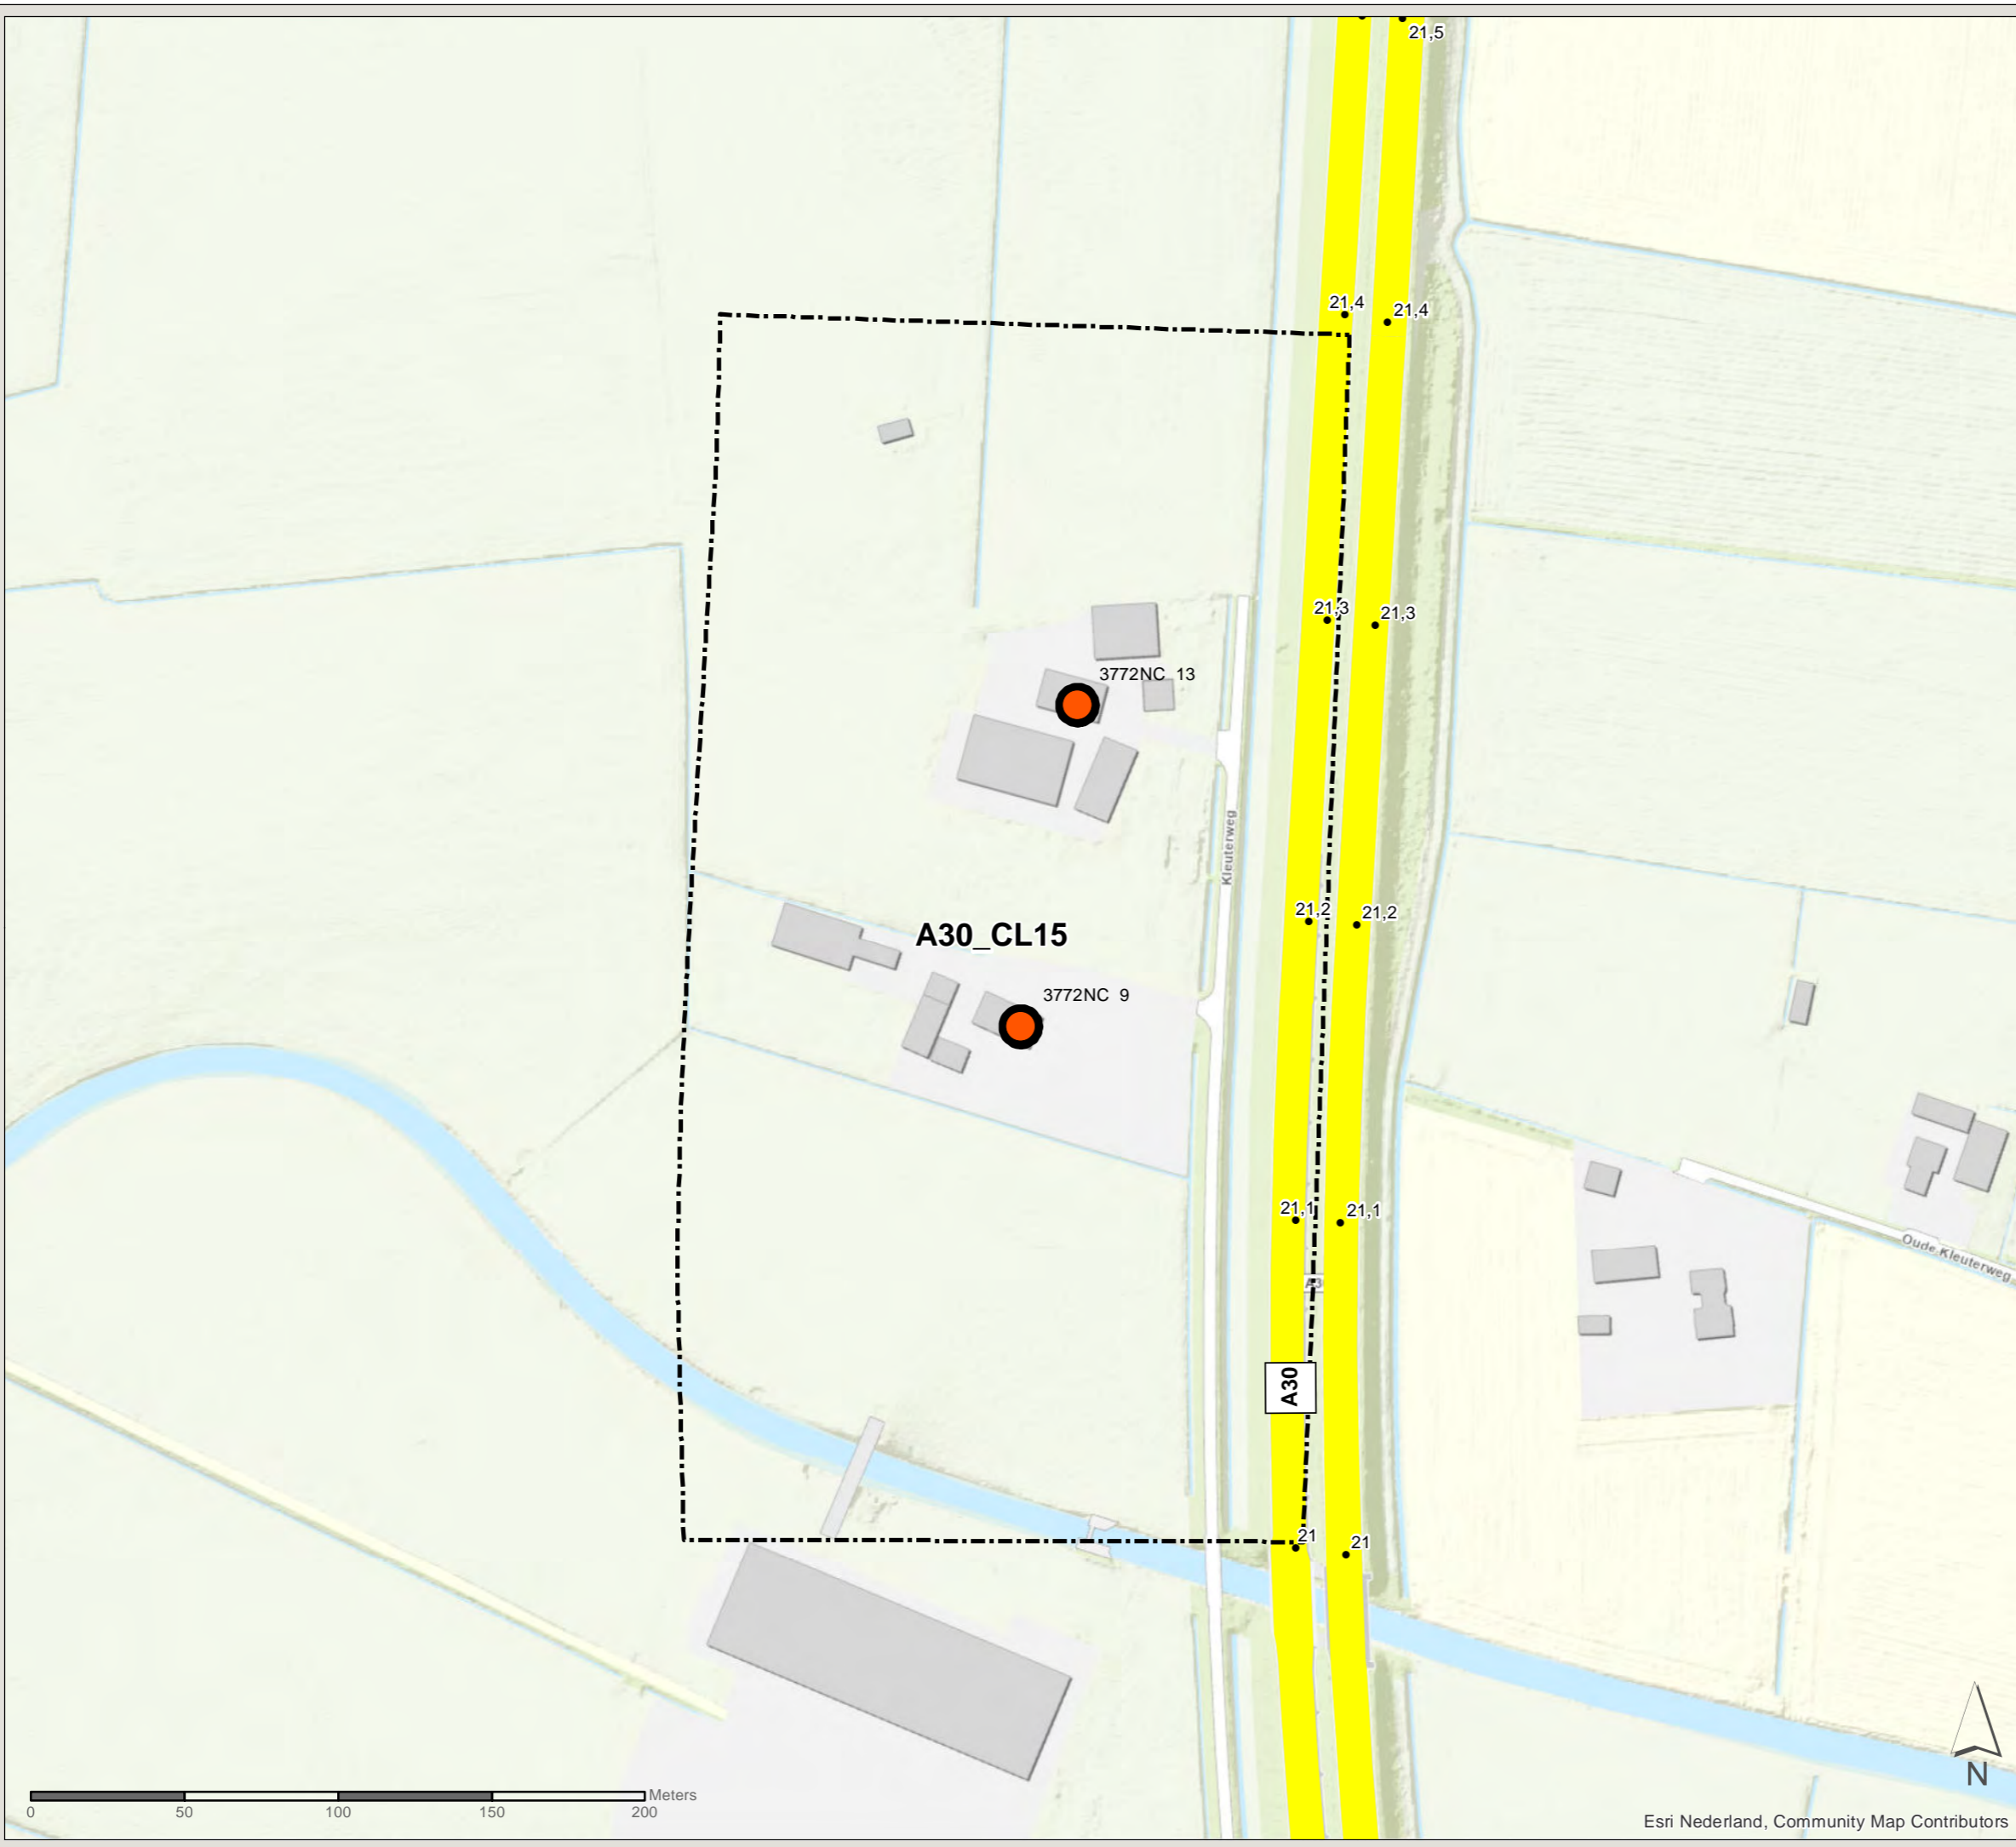 21,5
21,4
21,4
21,3
21,3
3772NC 13
Kleuterweg
21,2
21,2
A30_CL15
3772NC 9
21,1
21,1
Oude Kleuterweg
A30
21
21
Meters
0 50 100 150 200
N
Esri Nederland, Community Map Contributors